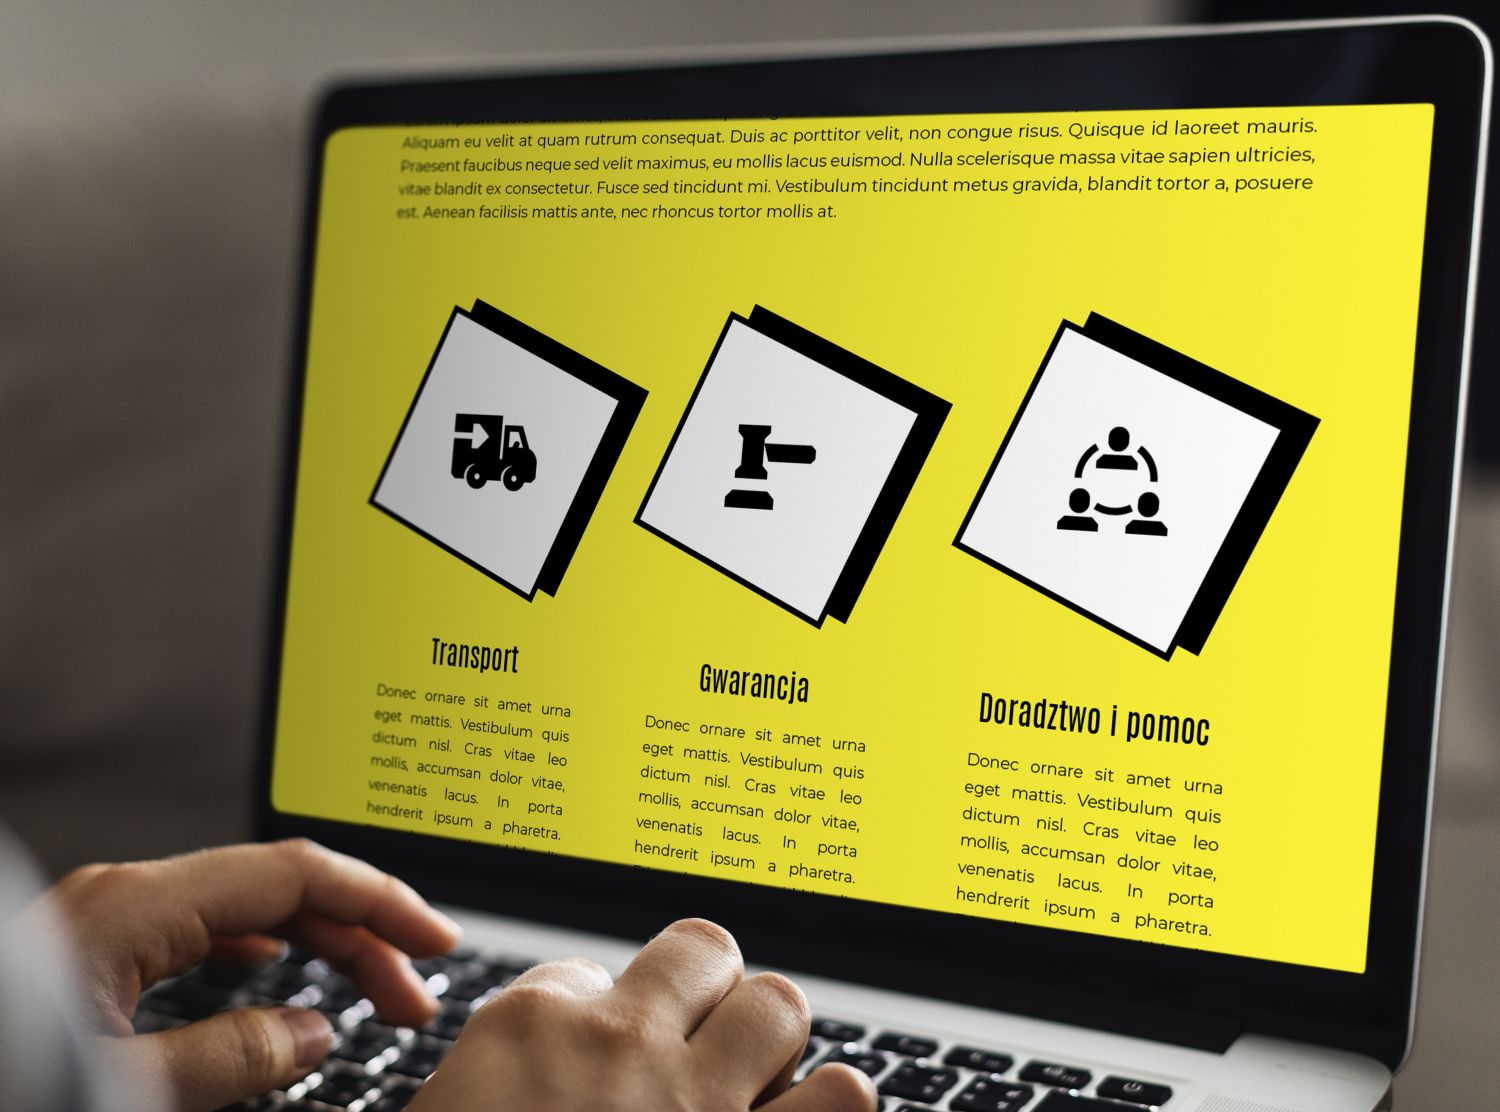 Aliquam eu velit at quam rutrum consequat. Duis ac porttitor velit, non congue risus. Quisque id laoreet mauris.
Praesent faucibus neque sed velit maximus, eu mollis lacus euismod. Nulla scelerisque massa vitae sapien ultricies,
vitae blandit ex consectetur. Fusce sed tincidunt mi. Vestibulum tincidunt metus gravida, blandit tortor a, posuere
est. Aenean facilisis mattis ante, nec rhoncus tortor mollis at.
Transport
Donec ornare sit amet urna
eget mattis. Vestibulum quis
dictum nisl. Cras vitae leo
mollis, accumsan dolor vitae,
venenatis lacus. In porta
hendrerit ipsum a pharetra.
Gwarancja
Donec ornare sit amet urna
eget mattis. Vestibulum quis
dictum nisl. Cras vitae leo
mollis, accumsan dolor vitae,
venenatis lacus. In porta
hendrerit ipsum a pharetra.
Doradztwo i pomoc
Donec ornare sit amet urna
eget mattis. Vestibulum quis
dictum nisl. Cras vitae leo
mollis, accumsan dolor vitae,
venenatis lacus. In porta
hendrerit ipsum a pharetra.